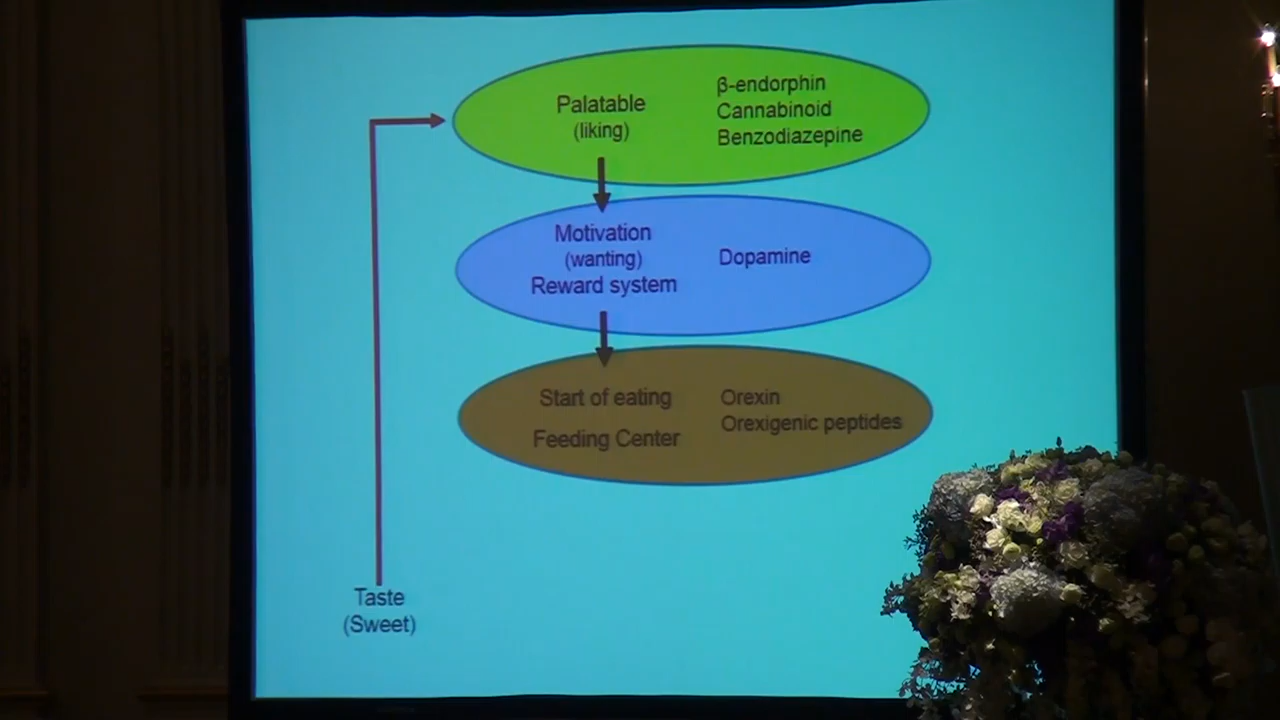 Palatable
(liking)
β-endorphin
Cannabinoid
Benzodiazepine
Motivation
(wanting)
Reward system
Dopamine
Start of eating
Feeding Center
Orexin
Orexigenic peptides
Taste
(Sweet)